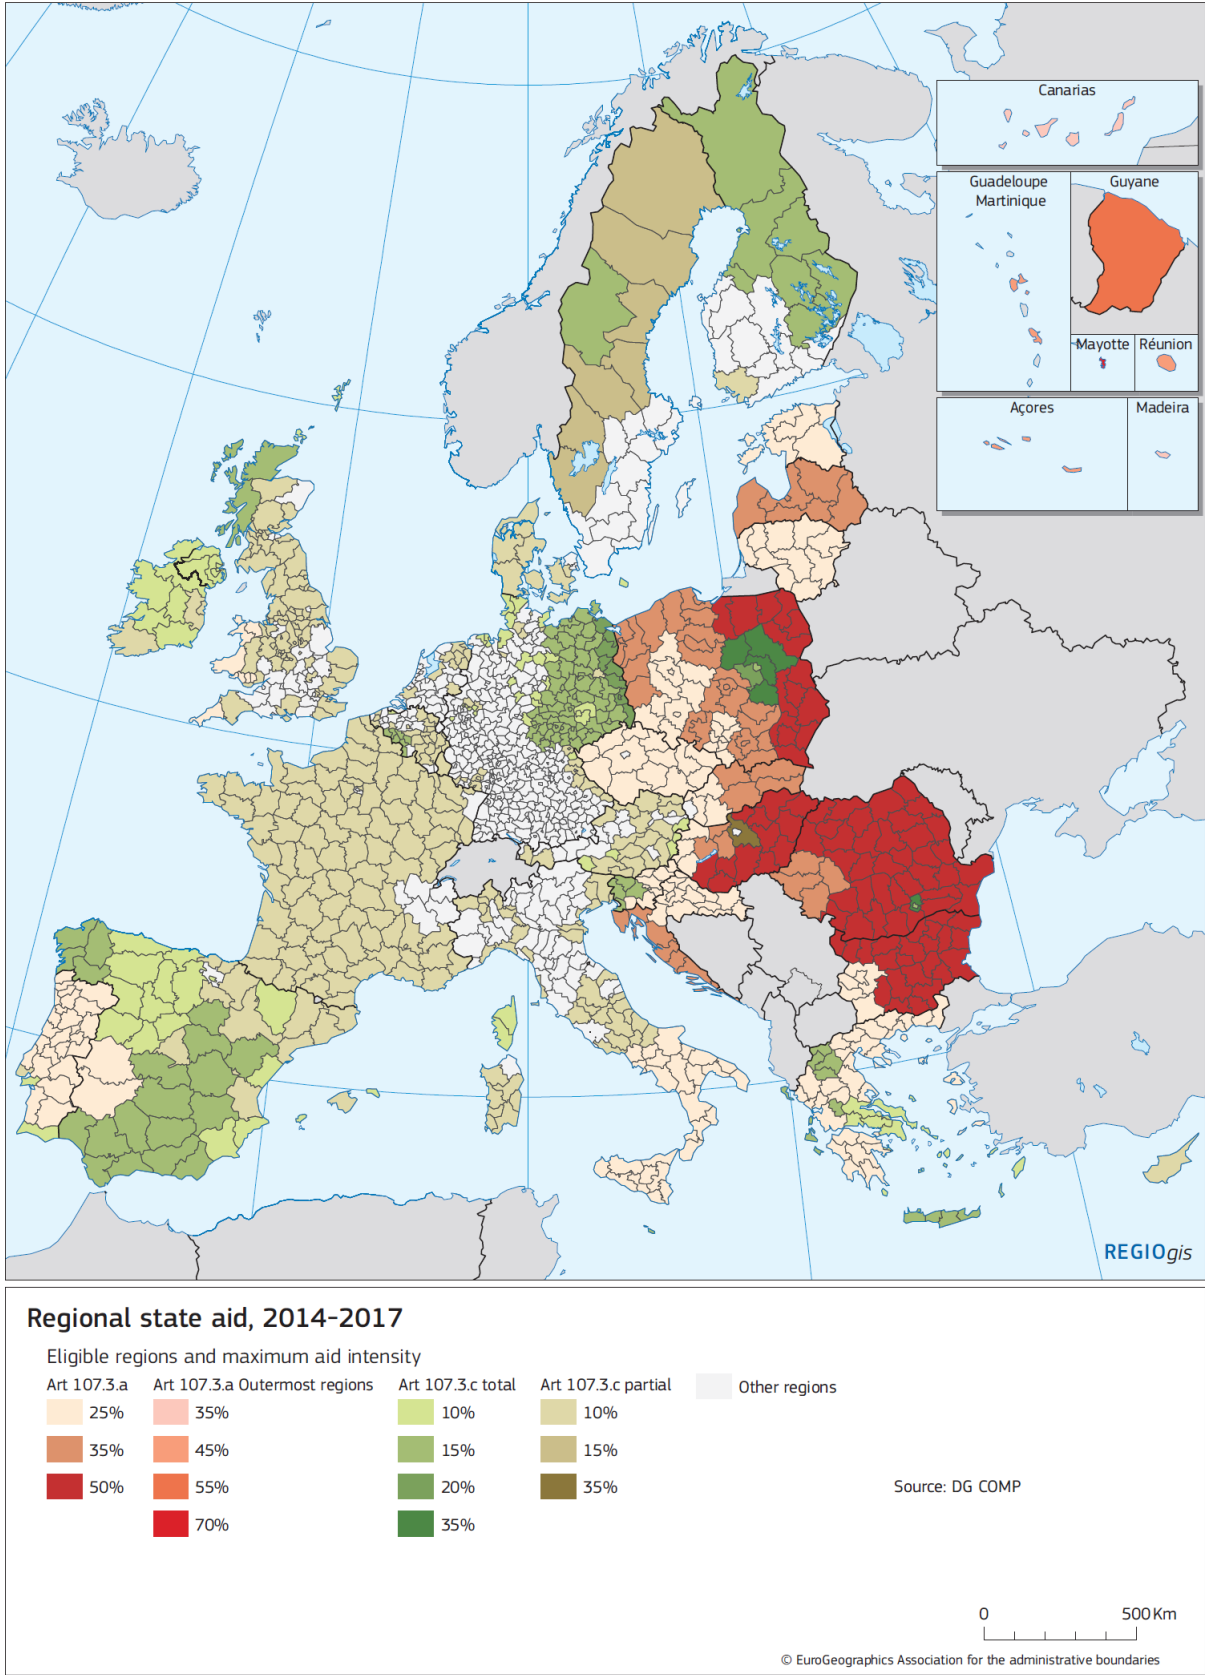 Canarias
Guadeloupe
Martinique
Guyane
Mayotte
Réunion
Açores
Madeira
REGIOgis
Regional state aid, 2014-2017
Eligible regions and maximum aid intensity
Art 107.3.a
25%
35%
50%
Art 107.3.a Outermost regions
35%
45%
55%
70%
Art 107.3.c total
10%
15%
20%
35%
Art 107.3.c partial
10%
15%
35%
Other regions
Source: DG COMP
0 500 Km
© EuroGeographics Association for the administrative boundaries